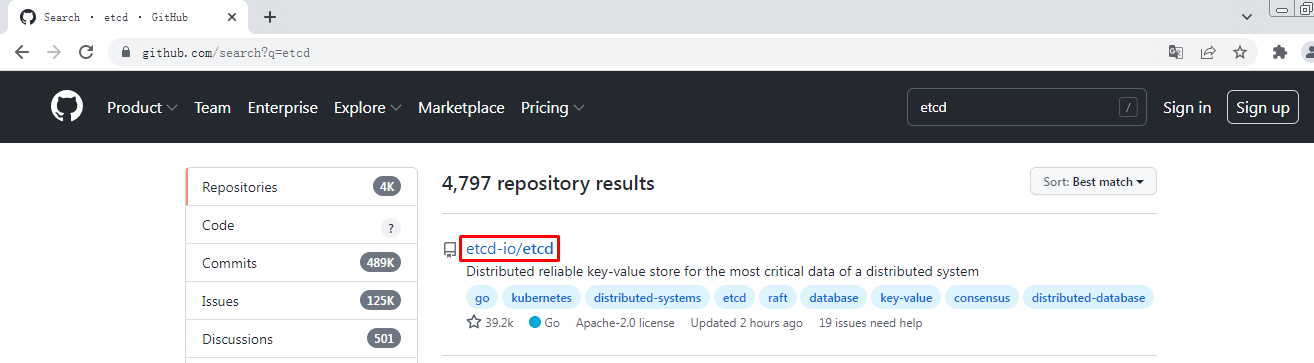 Search · etcd · GitHub
github.com/search?q=etcd
Product Team Enterprise Explore Marketplace Pricing etcd / Sign in Sign up
Repositories 4K
Code ?
Commits 489K
Issues 125K
Discussions 501
4,797 repository results
Sort: Best match
etcd-io/etcd
Distributed reliable key-value store for the most critical data of a distributed system
go kubernetes distributed-systems etcd raft database key-value consensus distributed-database
39.2k Go Apache-2.0 license Updated 2 hours ago 19 issues need help